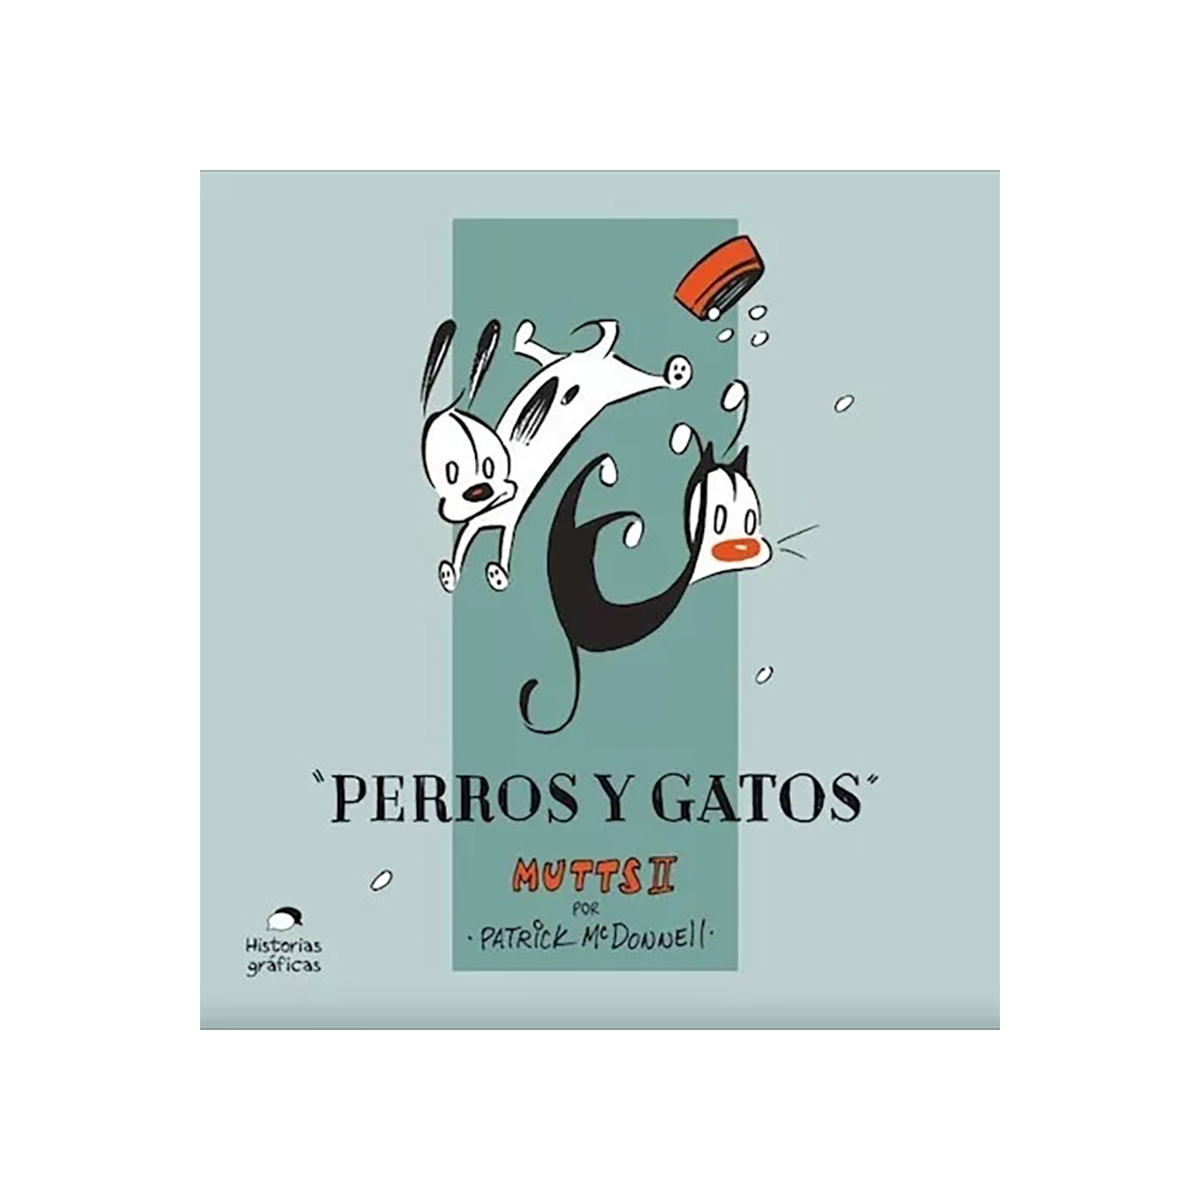 "PERROS Y GATOS"
MUTTS II
POR
·PATRICK McDONNELL·
Historias
gráficas